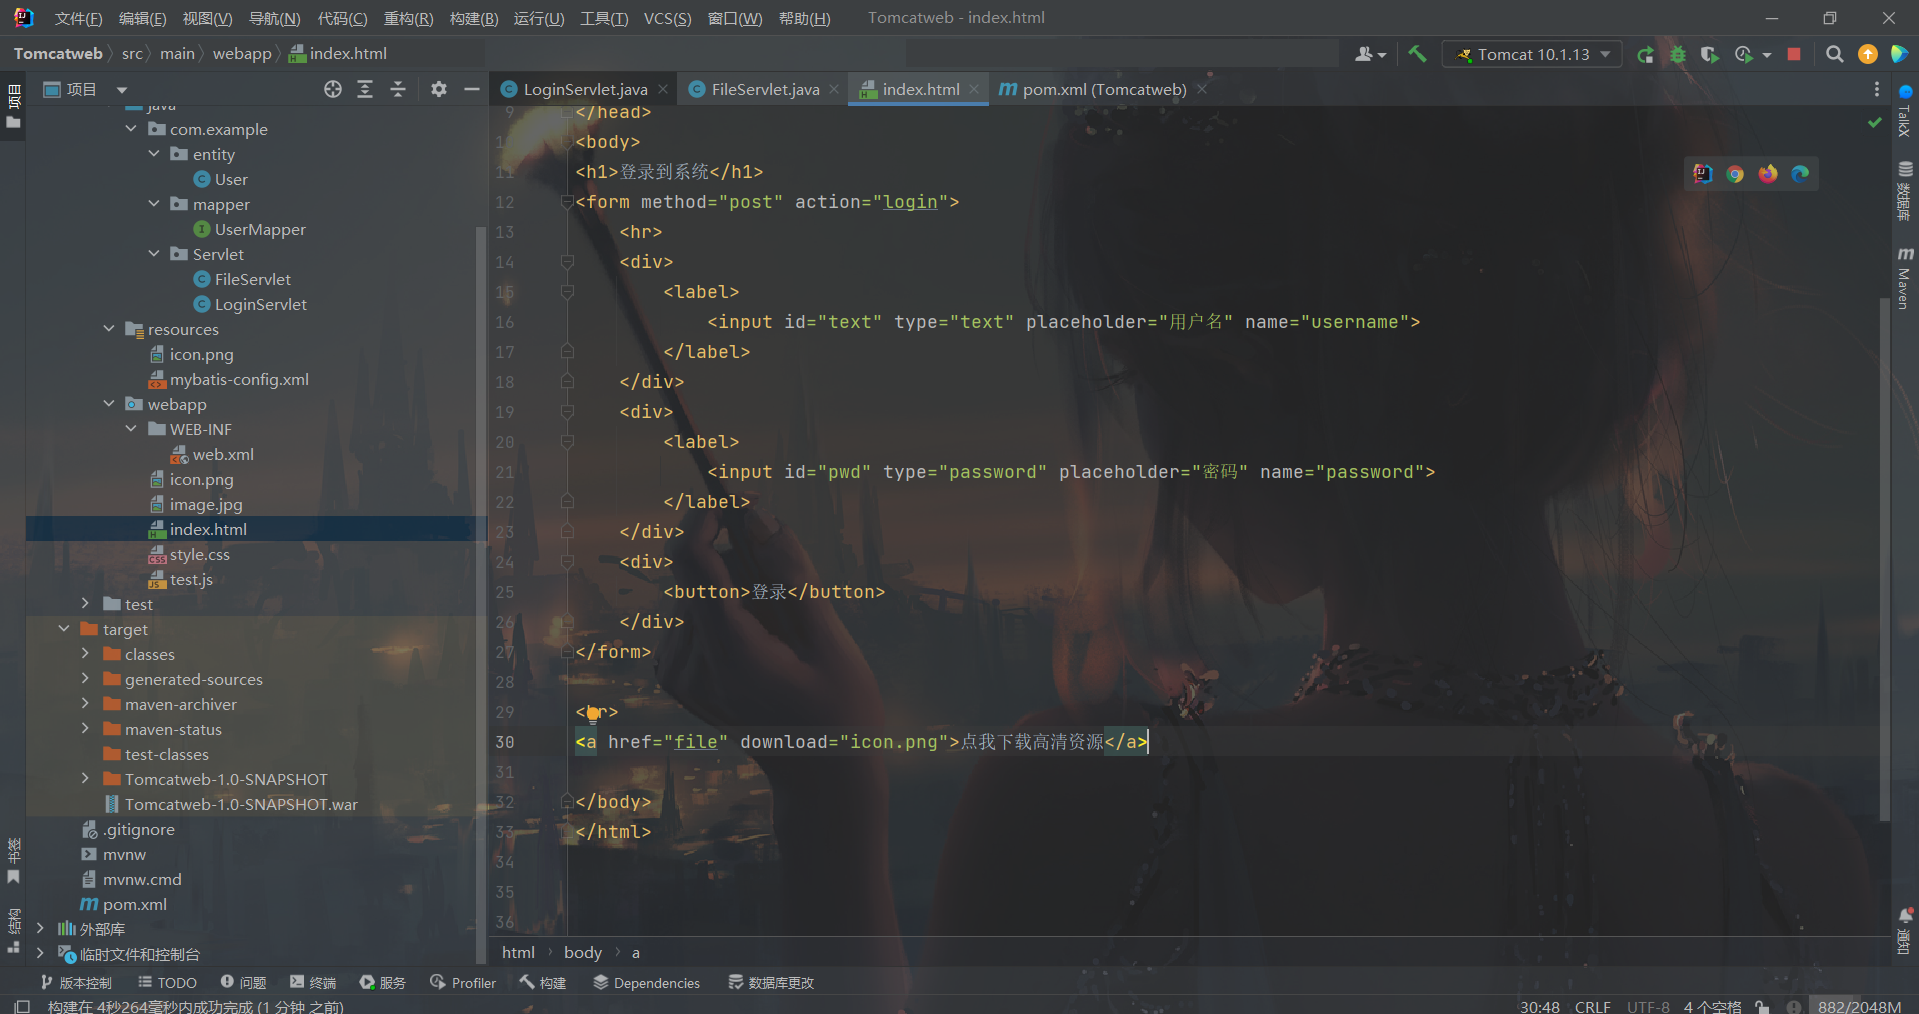 文件(F) 编辑(E) 视图(V) 导航(N) 代码(C) 重构(R) 构建(B) 运行(U) 工具(T) VCS(S) 窗口(W) 帮助(H) Tomcatweb - index.html
Tomcatweb src main webapp index.html Tomcat 10.1.13
项目
LoginServlet.java FileServlet.java index.html pom.xml (Tomcatweb)
项目
java
com.example
entity
User
mapper
UserMapper
Servlet
FileServlet
LoginServlet
resources
icon.png
mybatis-config.xml
webapp
WEB-INF
web.xml
icon.png
image.jpg
index.html
style.css
test.js
test
target
classes
generated-sources
maven-archiver
maven-status
test-classes
Tomcatweb-1.0-SNAPSHOT
Tomcatweb-1.0-SNAPSHOT.war
.gitignore
mvnw
mvnw.cmd
pom.xml
外部库
临时文件和控制台
书签
结构
9 </head>
10 <body>
11 <h1>登录到系统</h1>
12 <form method="post" action="login">
13 <hr>
14 <div>
15 <label>
16 <input id="text" type="text" placeholder="用户名" name="username">
17 </label>
18 </div>
19 <div>
20 <label>
21 <input id="pwd" type="password" placeholder="密码" name="password">
22 </label>
23 </div>
24 <div>
25 <button>登录</button>
26 </div>
27 </form>
28
29 <hr>
30 <a href="file" download="icon.png">点我下载高清资源</a>
31
32 </body>
33 </html>
34
35
36
html body a
TalkX
数据库
Maven
通知
版本控制 TODO 问题 终端 服务 Profiler 构建 Dependencies 数据库更改
构建在 4秒264毫秒内成功完成 (1 分钟 之前) 30:48 CRLF UTF-8 4 个空格 882/2048M